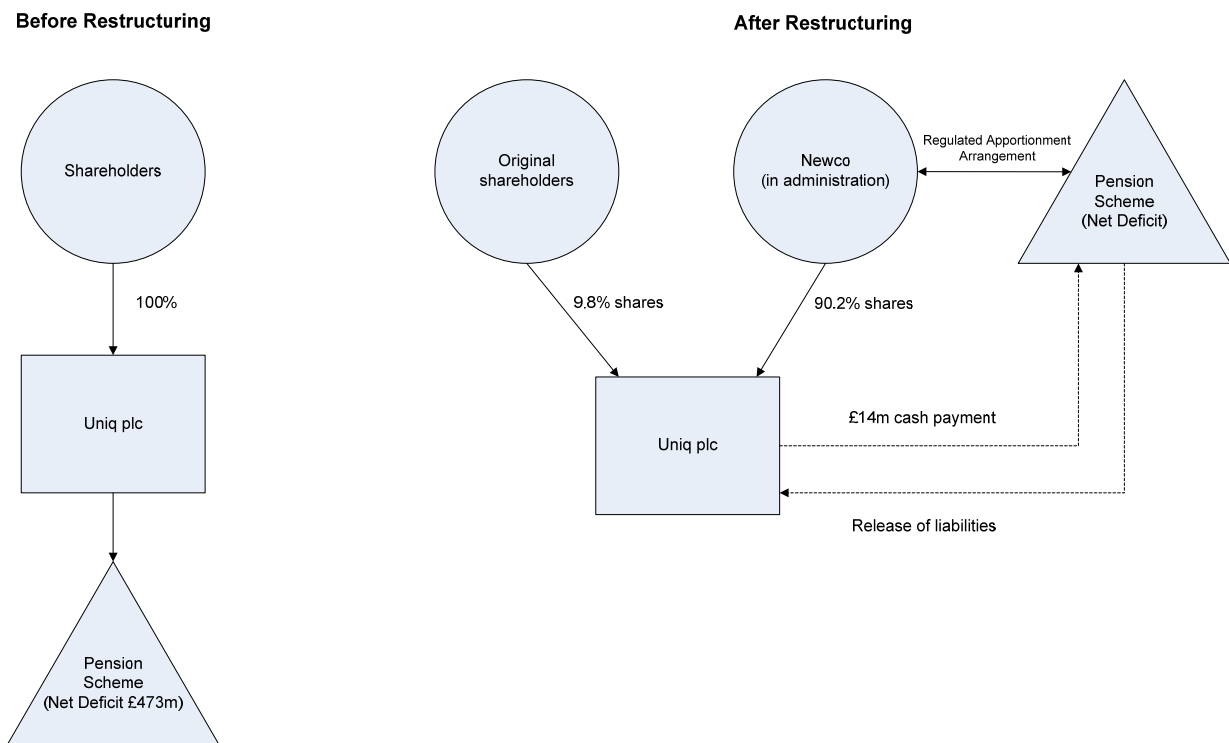 Before Restructuring
After Restructuring
Shareholders
100%
Uniq plc
Pension
Scheme
(Net Deficit £473m)
Original
shareholders
Newco
(in administration)
Regulated Apportionment
Arrangement
Pension
Scheme
(Net Deficit)
9.8% shares
90.2% shares
Uniq plc
£14m cash payment
Release of liabilities